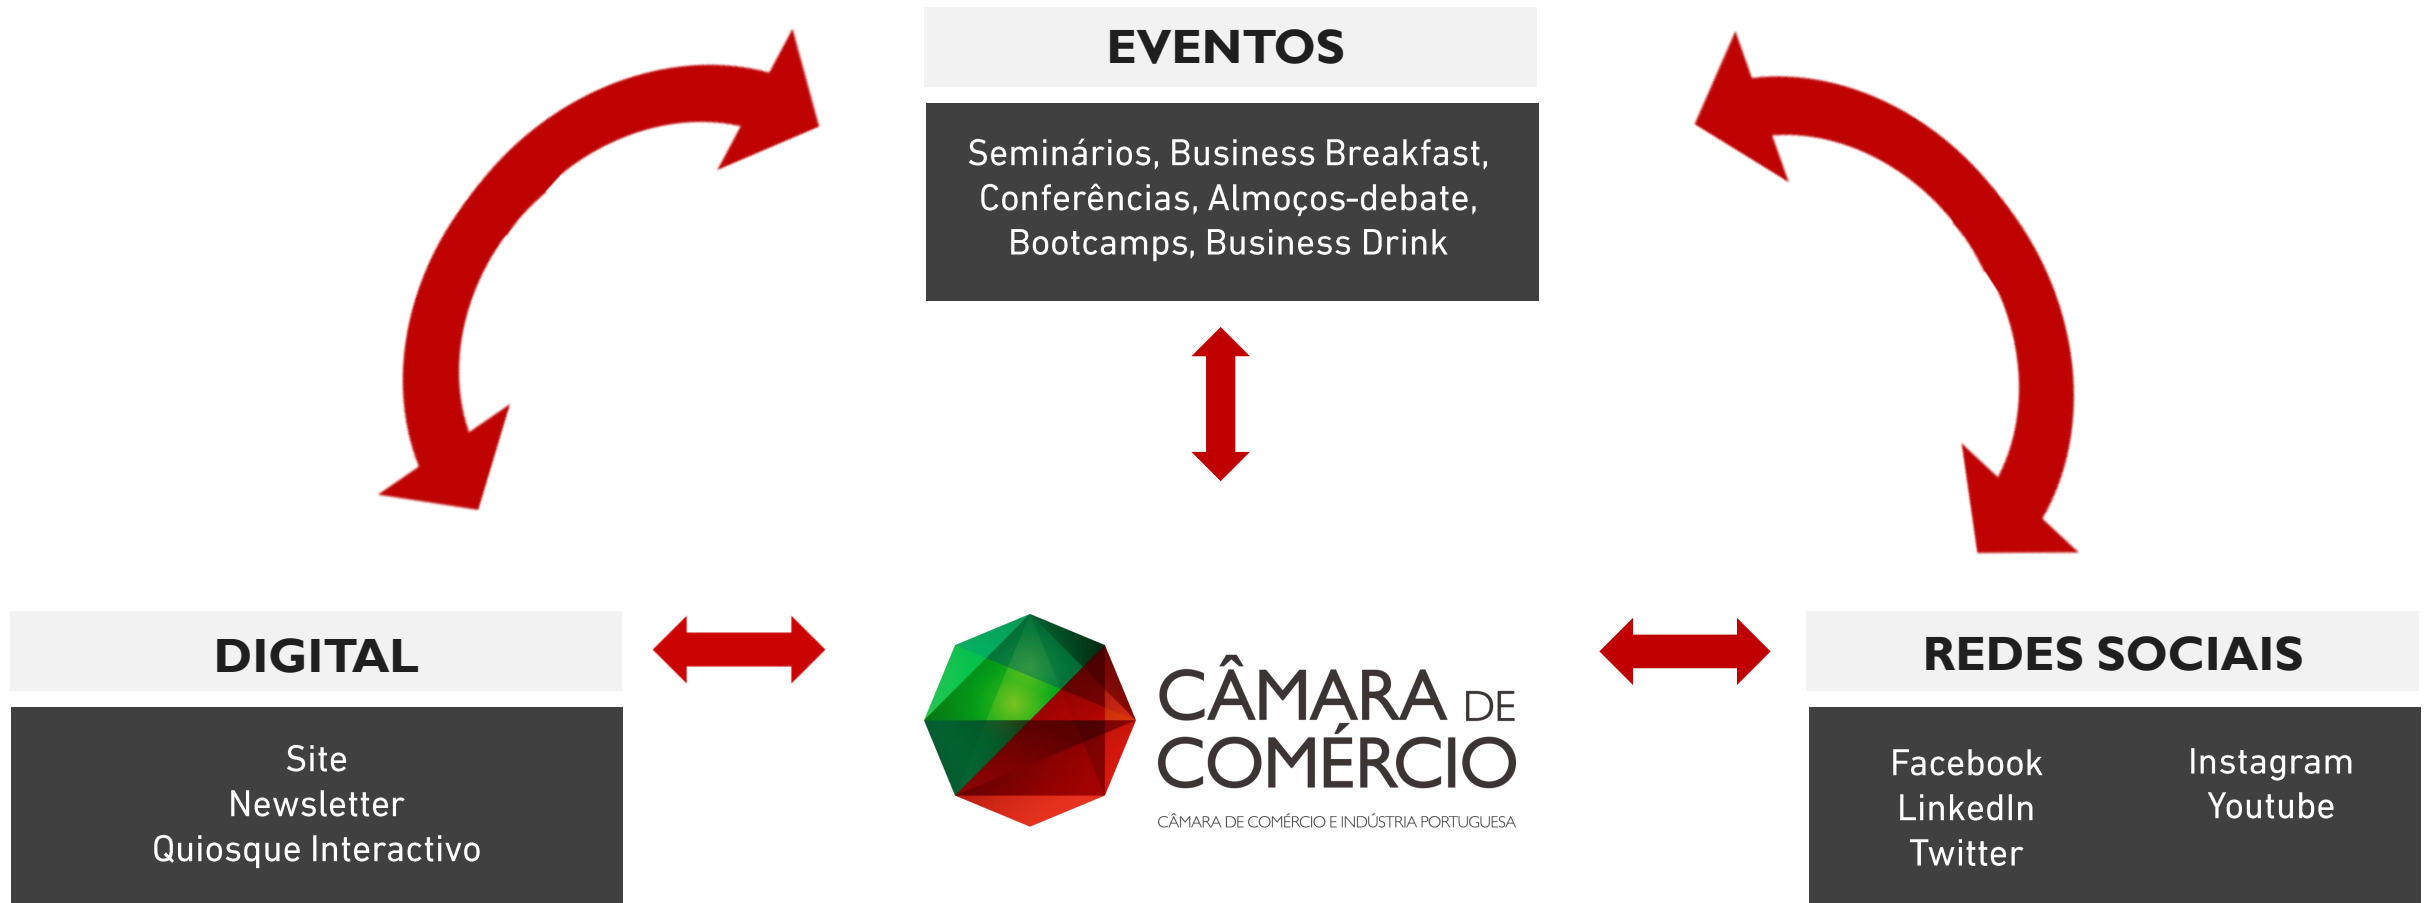 EVENTOS
Seminários, Business Breakfast,
Conferências, Almoços-debate,
Bootcamps, Business Drink
DIGITAL
Site
Newsletter
Quiosque Interactivo
CÂMARA DE
COMÉRCIO
CÂMARA DE COMÉRCIO E INDÚSTRIA PORTUGUESA
REDES SOCIAIS
Facebook
LinkedIn
Twitter
Instagram
Youtube